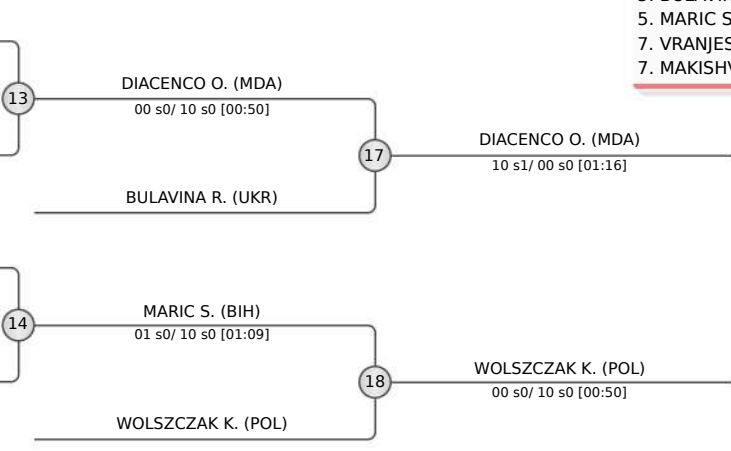 5. MARIC S
7. VRANJES
7. MAKISHV
13
DIACENCO O. (MDA)
00 s0/ 10 s0 [00:50]
17
DIACENCO O. (MDA)
10 s1/ 00 s0 [01:16]
BULAVINA R. (UKR)
14
MARIC S. (BIH)
01 s0/ 10 s0 [01:09]
18
WOLSZCZAK K. (POL)
00 s0/ 10 s0 [00:50]
WOLSZCZAK K. (POL)